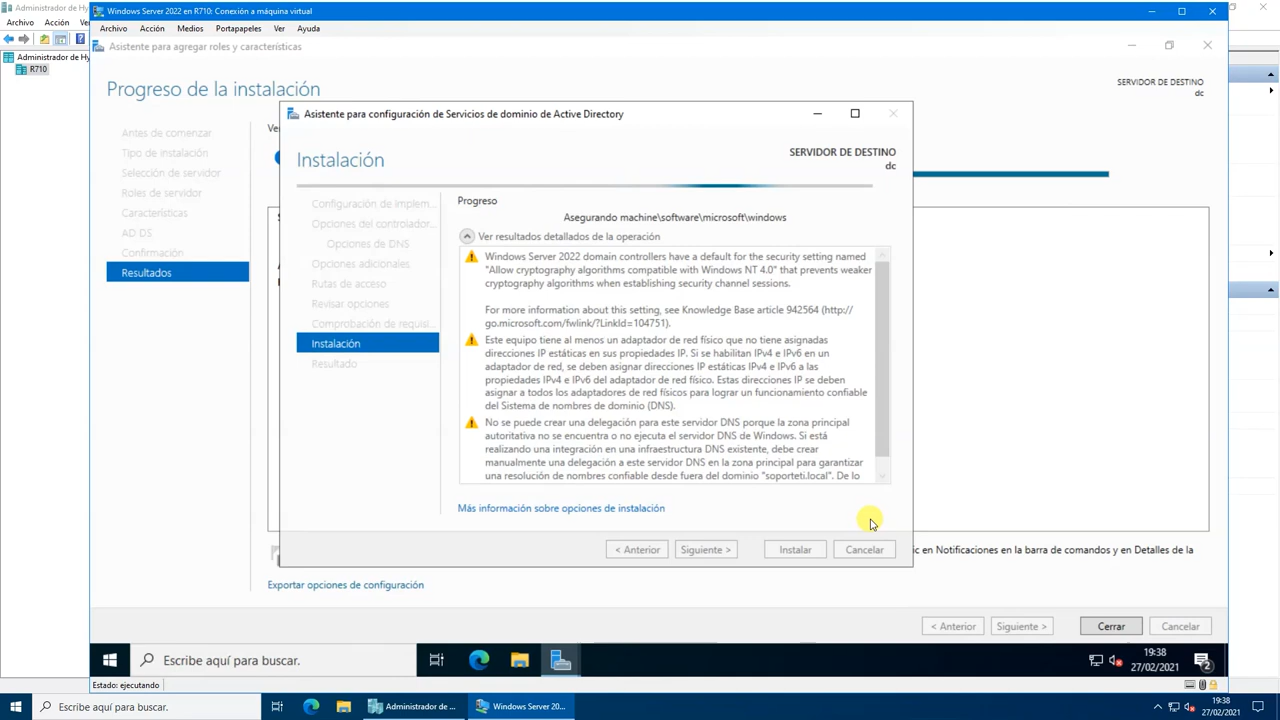 Administrador de Hy
Archivo Acción
Administrador de Hy
R710
Windows Server 2022 en R710: Conexión a máquina virtual
Archivo Acción Medios Portapapeles Ver Ayuda
Asistente para agregar roles y características
Progreso de la instalación
SERVIDOR DE DESTINO
dc
Antes de comenzar
Tipo de instalación
Selección de servidor
Roles de servidor
Características
AD DS
Confirmación
Resultados
Asistente para configuración de Servicios de dominio de Active Directory
Instalación
SERVIDOR DE DESTINO
dc
Configuración de implem...
Opciones del controlador...
Opciones de DNS
Opciones adicionales
Rutas de acceso
Revisar opciones
Comprobación de requisi...
Instalación
Resultado
Progreso
Asegurando machine\software\microsoft\windows
Ver resultados detallados de la operación
Windows Server 2022 domain controllers have a default for the security setting named
"Allow cryptography algorithms compatible with Windows NT 4.0" that prevents weaker
cryptography algorithms when establishing security channel sessions.
For more information about this setting, see Knowledge Base article 942564 (http://
go.microsoft.com/fwlink/?LinkId=104751).
Este equipo tiene al menos un adaptador de red físico que no tiene asignadas
direcciones IP estáticas en sus propiedades IP. Si se habilitan IPv4 e IPv6 en un
adaptador de red, se deben asignar direcciones IP estáticas IPv4 e IPv6 a las
propiedades IPv4 e IPv6 del adaptador de red físico. Estas direcciones IP se deben
asignar a todos los adaptadores de red físicos para lograr un funcionamiento confiable
del Sistema de nombres de dominio (DNS).
No se puede crear una delegación para este servidor DNS porque la zona principal
autoritativa no se encuentra o no ejecuta el servidor DNS de Windows. Si está
realizando una integración en una infraestructura DNS existente, debe crear
manualmente una delegación a este servidor DNS en la zona principal para garantizar
una resolución de nombres confiable desde fuera del dominio "soporteti.local". De lo
Más información sobre opciones de instalación
< Anterior Siguiente > Instalar Cancelar
ic en Notificaciones en la barra de comandos y en Detalles de la
Exportar opciones de configuración
< Anterior Siguiente > Cerrar Cancelar
Escribe aquí para buscar.
19:38
27/02/2021
2
Estado: ejecutando
Escribe aquí para buscar.
Administrador de ...
Windows Server 20...
19:38
27/02/2021